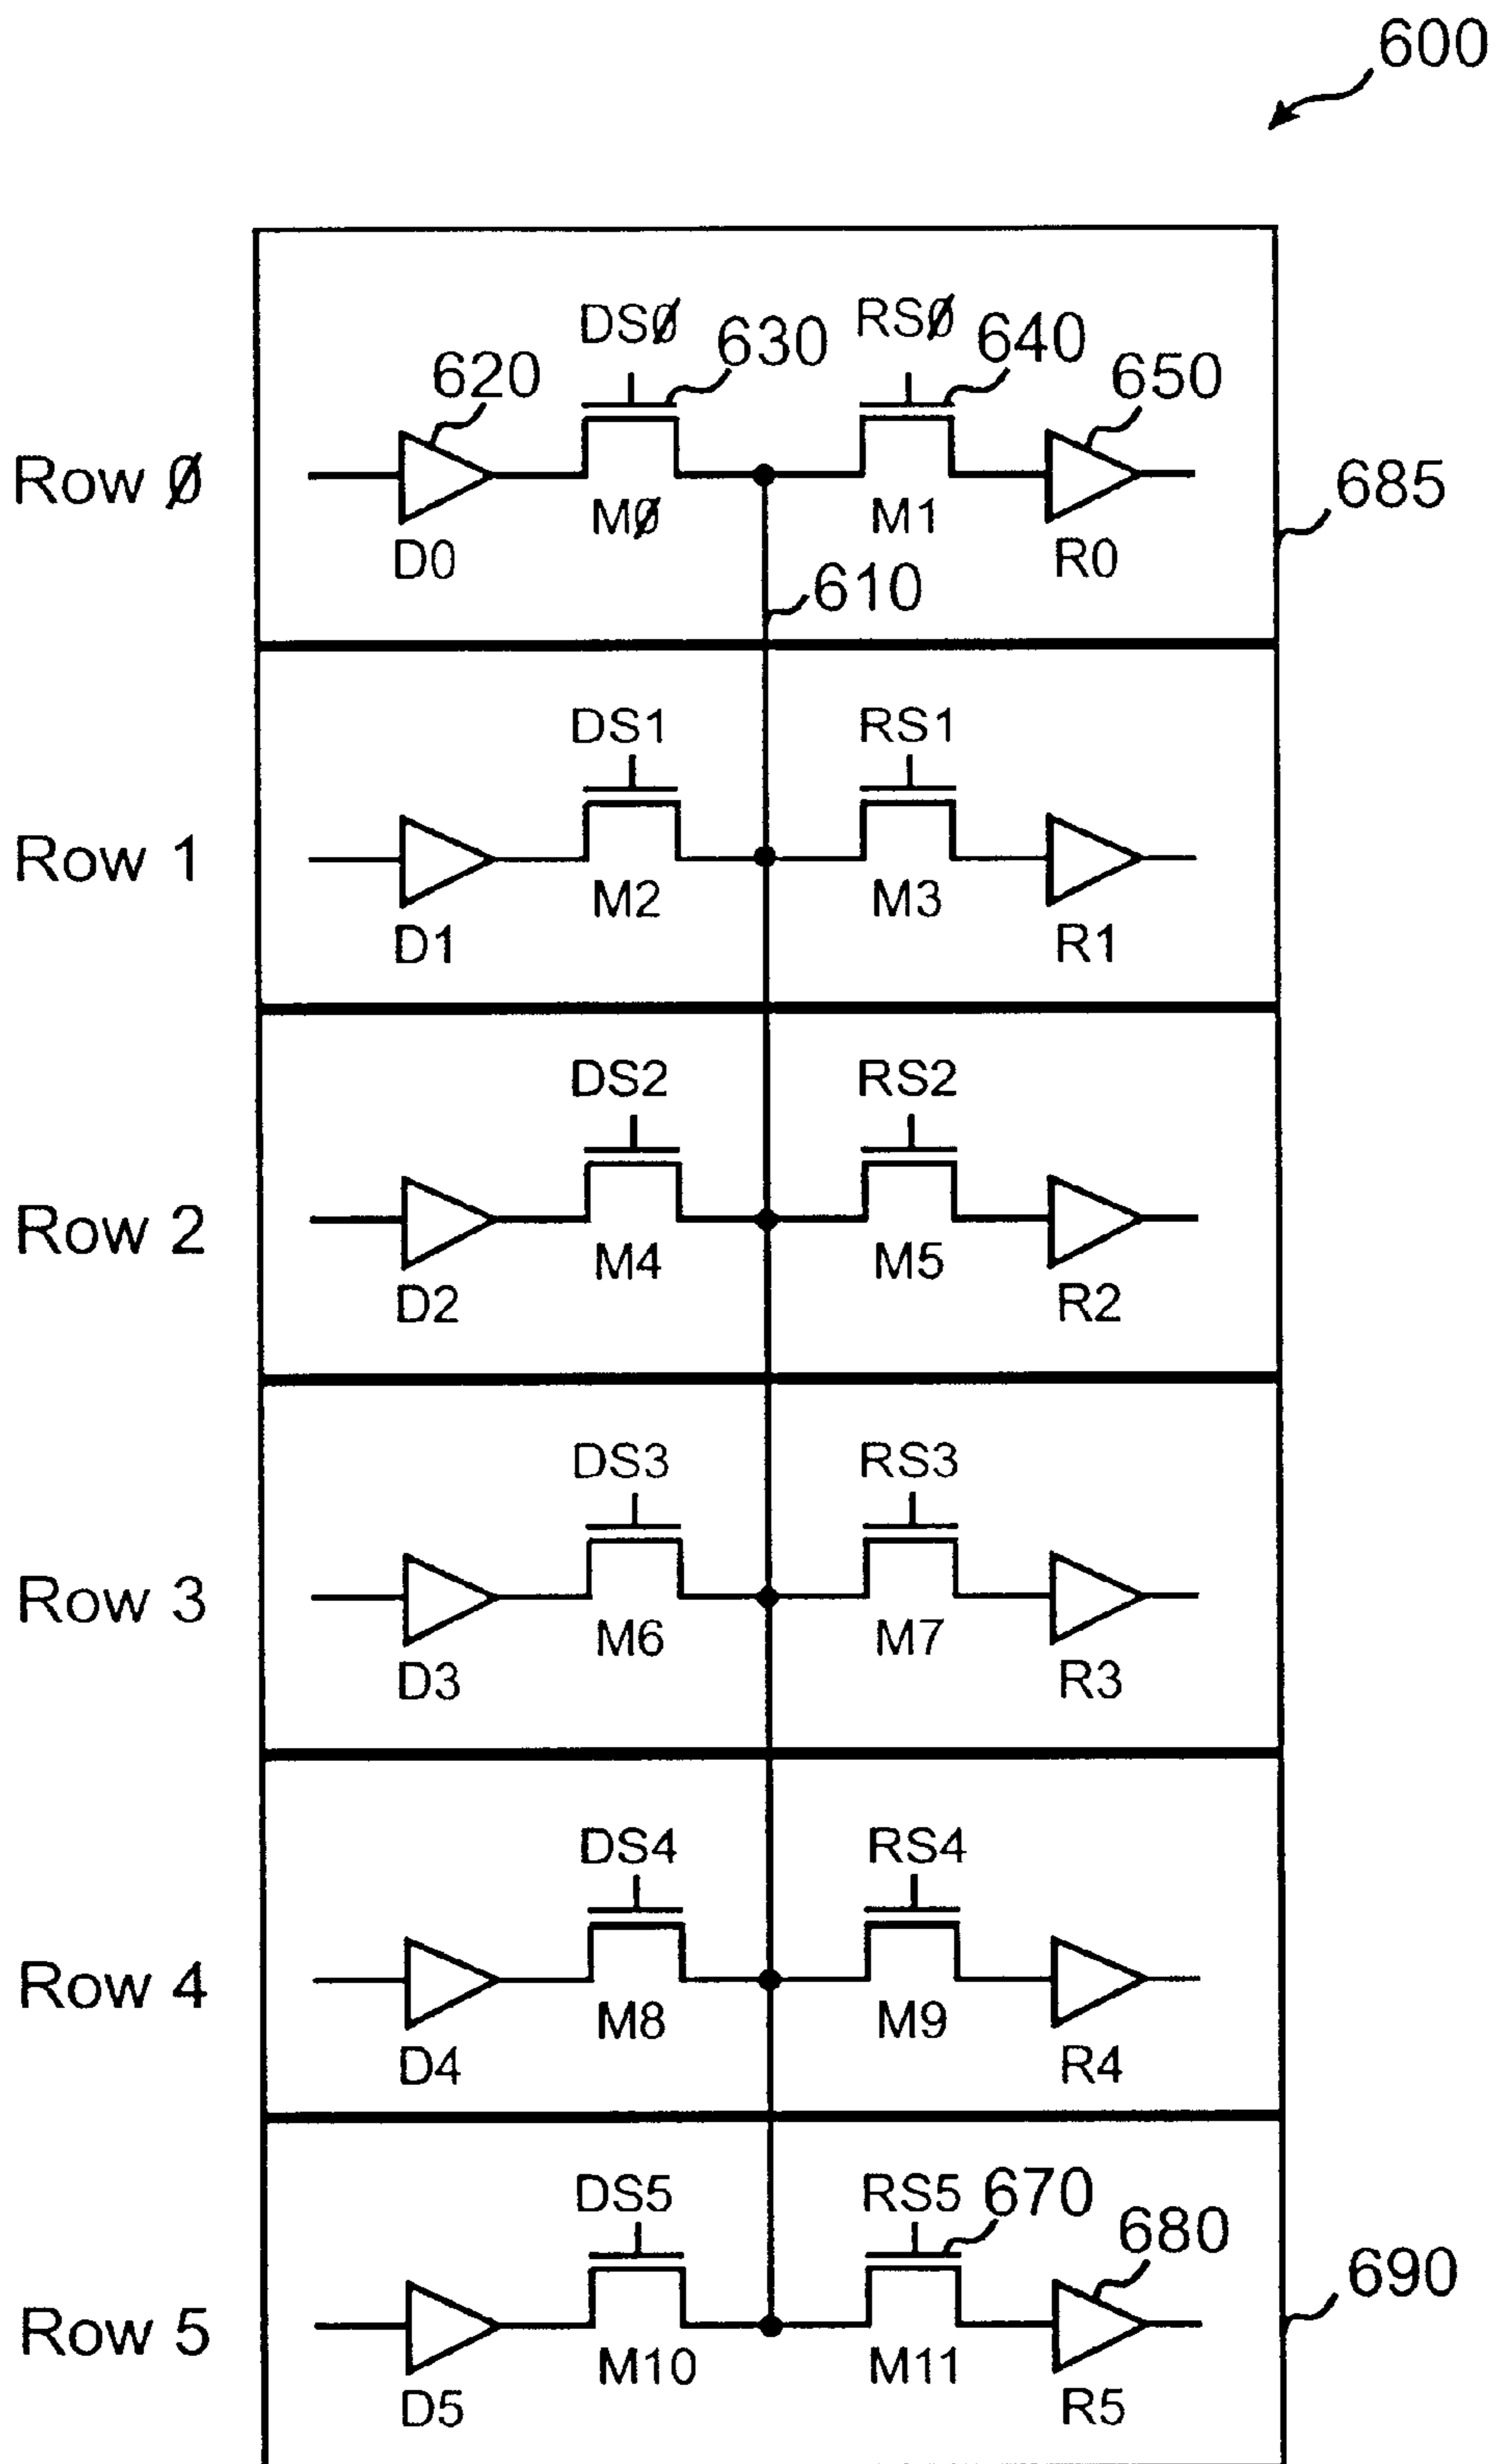 600
DSØ 630 RSØ 640
620 650
Row Ø 685
MØ M1
D0 R0
610
DS1 RS1
Row 1
M2 M3
D1 R1
DS2 RS2
Row 2
M4 M5
D2 R2
DS3 RS3
Row 3
M6 M7
D3 R3
DS4 RS4
Row 4
M8 M9
D4 R4
DS5 RS5 670
680
690
Row 5
M10 M11
D5 R5